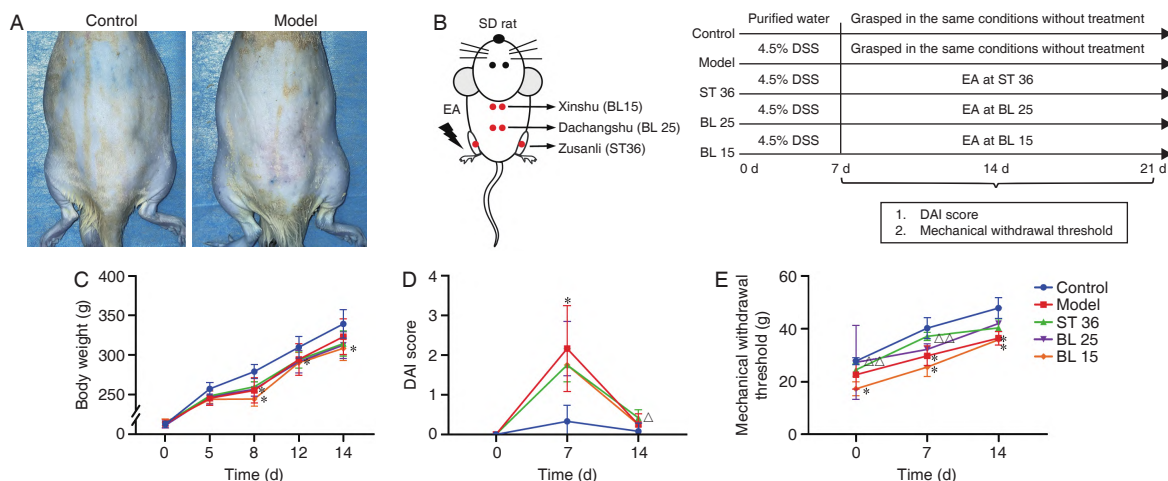 A
Control
Model
B
SD rat
EA
Xinshu (BL15)
Dachangshu (BL 25)
Zusanli (ST36)
Purified water
Grasped in the same conditions without treatment
Control
4.5% DSS
Grasped in the same conditions without treatment
Model
4.5% DSS
EA at ST 36
ST 36
4.5% DSS
EA at BL 25
BL 25
4.5% DSS
EA at BL 15
BL 15
0 d
7 d
14 d
21 d
1. DAI score
2. Mechanical withdrawal threshold
C
Body weight (g)
400
350
300
250
0
0 5 8 12 14
Time (d)
*
*
*
*
D
DAI score
4
3
2
1
0
0 7 14
Time (d)
*
△
E
Mechanical withdrawal
threshold (g)
60
40
20
0
0 7 14
Time (d)
△△
△△
*
*
*
*
*
Control
Model
ST 36
BL 25
BL 15